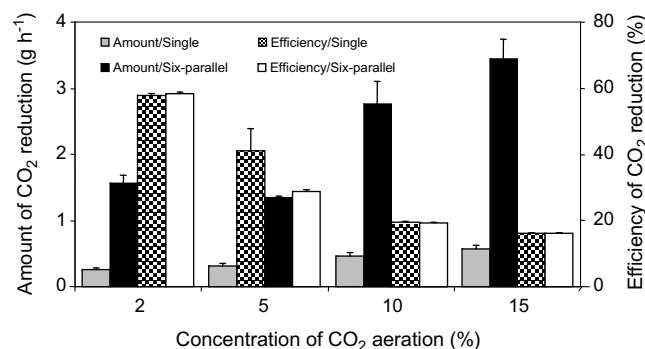 4
3
2
1
0
Amount of CO₂ reduction (g h⁻¹)
Amount/Single
Efficiency/Single
Amount/Six-parallel
Efficiency/Six-parallel
80
60
40
20
0
Efficiency of CO₂ reduction (%)
2 5 10 15
Concentration of CO₂ aeration (%)